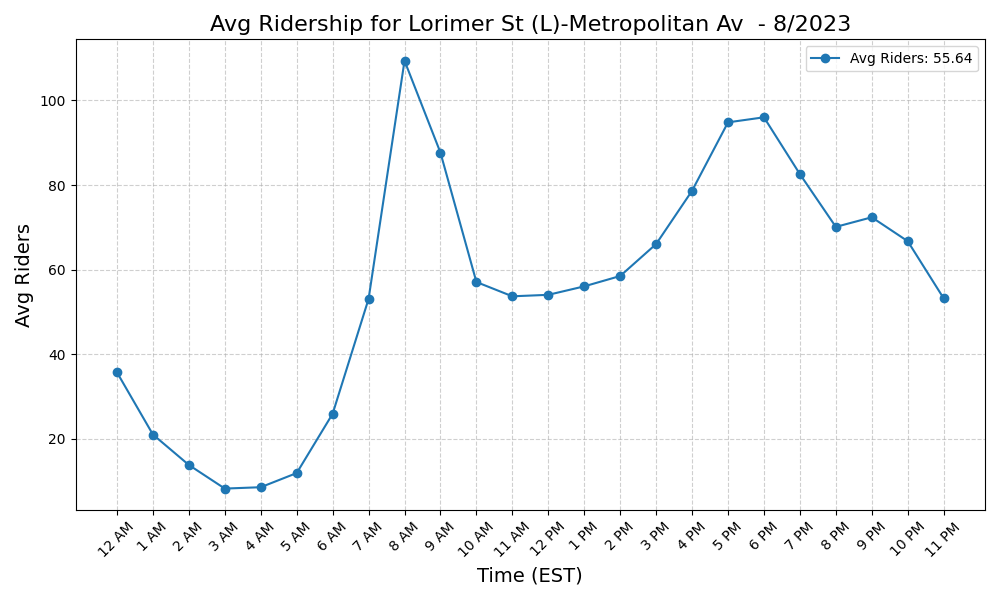 Avg Ridership for Lorimer St (L)-Metropolitan Av  - 8/2023
Avg Riders: 55.64
Avg Riders
100
80
60
40
20
12 AM
1 AM
2 AM
3 AM
4 AM
5 AM
6 AM
7 AM
8 AM
9 AM
10 AM
11 AM
12 PM
1 PM
2 PM
3 PM
4 PM
5 PM
6 PM
7 PM
8 PM
9 PM
10 PM
11 PM
Time (EST)